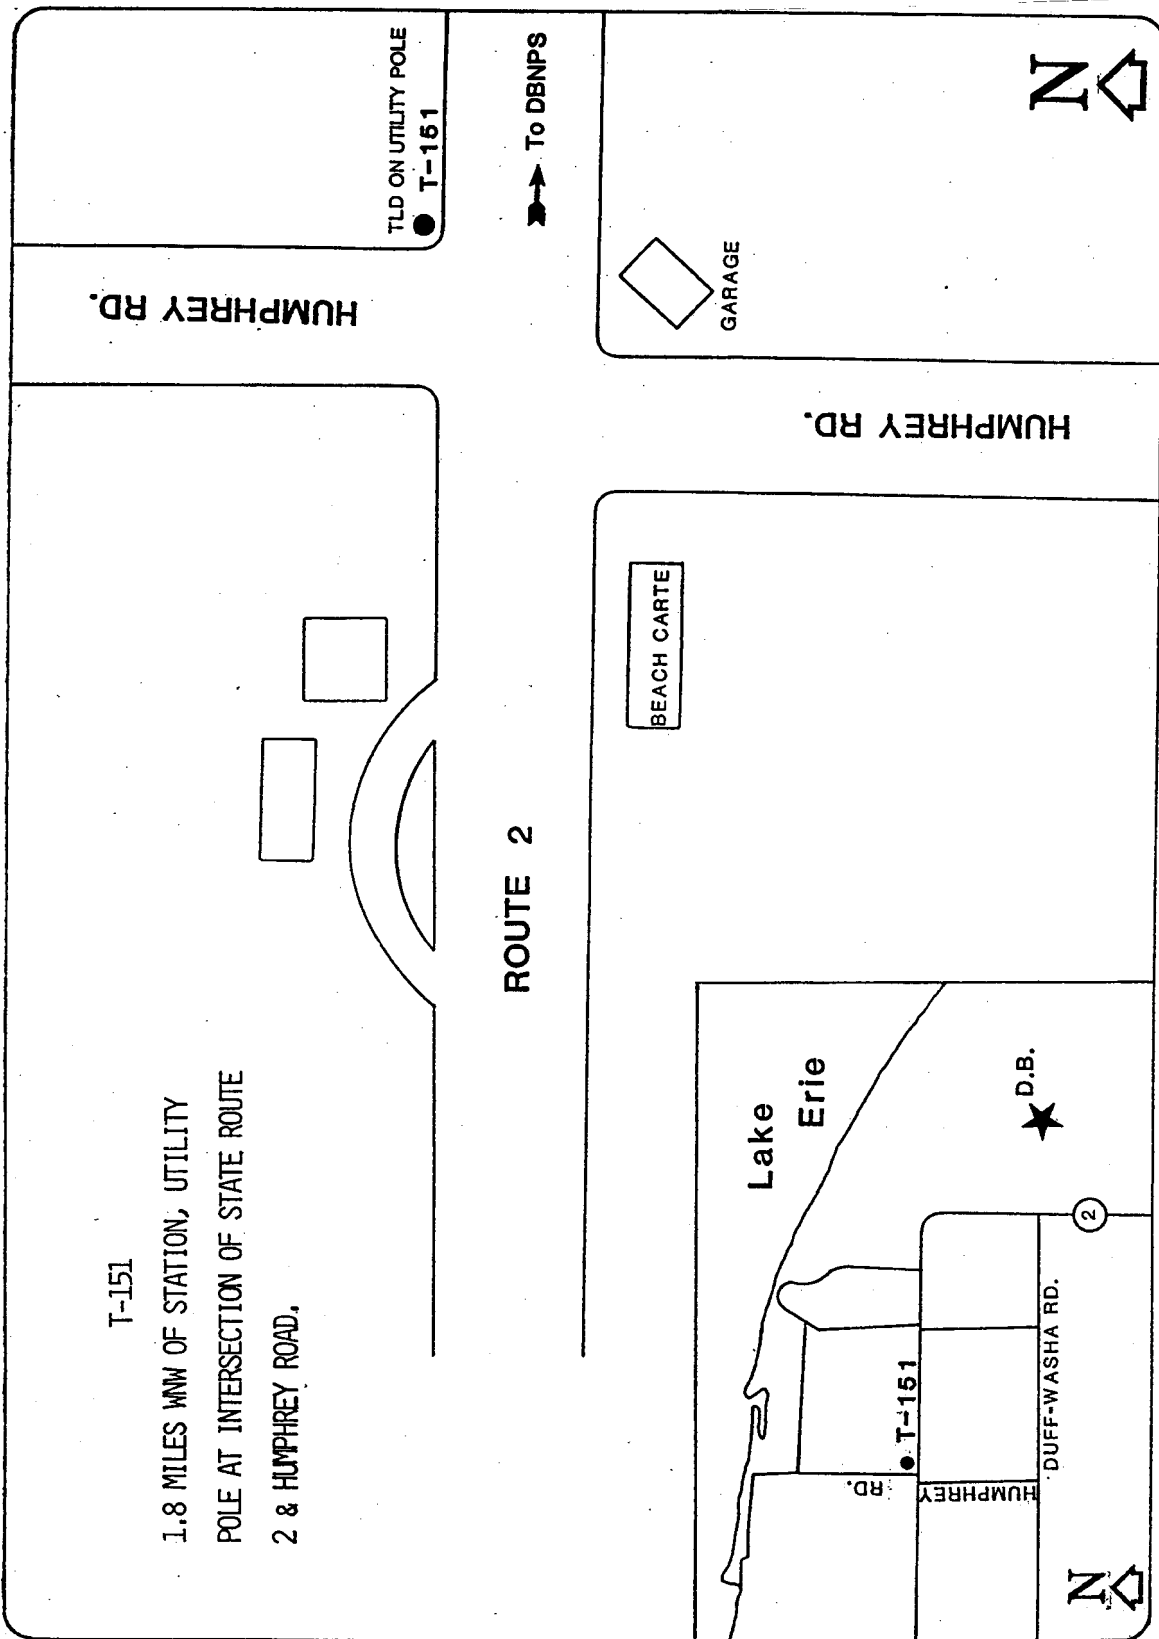 T-151
1.8 MILES WNW OF STATION, UTILITY
POLE AT INTERSECTION OF STATE ROUTE
2 & HUMPHREY ROAD.
HUMPHREY RD.
TLD ON UTILITY POLE
T-151
To DBNPS
ROUTE 2
GARAGE
BEACH CARTE
HUMPHREY RD.
N
Lake
Erie
D.B.
T-151
RD.
HUMPHREY
2
DUFF-WASHA RD.
N